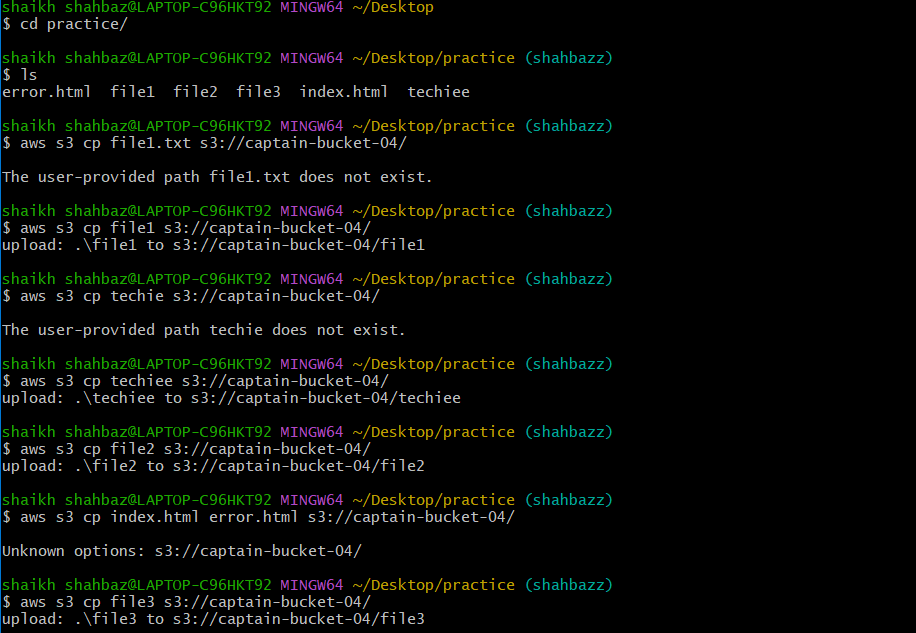 shaikh shahbaz@LAPTOP-C96HKT92 MINGW64 ~/Desktop
$ cd practice/
shaikh shahbaz@LAPTOP-C96HKT92 MINGW64 ~/Desktop/practice (shahbazz)
$ ls
error.html  file1  file2  file3  index.html  techiee
shaikh shahbaz@LAPTOP-C96HKT92 MINGW64 ~/Desktop/practice (shahbazz)
$ aws s3 cp file1.txt s3://captain-bucket-04/
The user-provided path file1.txt does not exist.
shaikh shahbaz@LAPTOP-C96HKT92 MINGW64 ~/Desktop/practice (shahbazz)
$ aws s3 cp file1 s3://captain-bucket-04/
upload: .\file1 to s3://captain-bucket-04/file1
shaikh shahbaz@LAPTOP-C96HKT92 MINGW64 ~/Desktop/practice (shahbazz)
$ aws s3 cp techie s3://captain-bucket-04/
The user-provided path techie does not exist.
shaikh shahbaz@LAPTOP-C96HKT92 MINGW64 ~/Desktop/practice (shahbazz)
$ aws s3 cp techiee s3://captain-bucket-04/
upload: .\techiee to s3://captain-bucket-04/techiee
shaikh shahbaz@LAPTOP-C96HKT92 MINGW64 ~/Desktop/practice (shahbazz)
$ aws s3 cp file2 s3://captain-bucket-04/
upload: .\file2 to s3://captain-bucket-04/file2
shaikh shahbaz@LAPTOP-C96HKT92 MINGW64 ~/Desktop/practice (shahbazz)
$ aws s3 cp index.html error.html s3://captain-bucket-04/
Unknown options: s3://captain-bucket-04/
shaikh shahbaz@LAPTOP-C96HKT92 MINGW64 ~/Desktop/practice (shahbazz)
$ aws s3 cp file3 s3://captain-bucket-04/
upload: .\file3 to s3://captain-bucket-04/file3